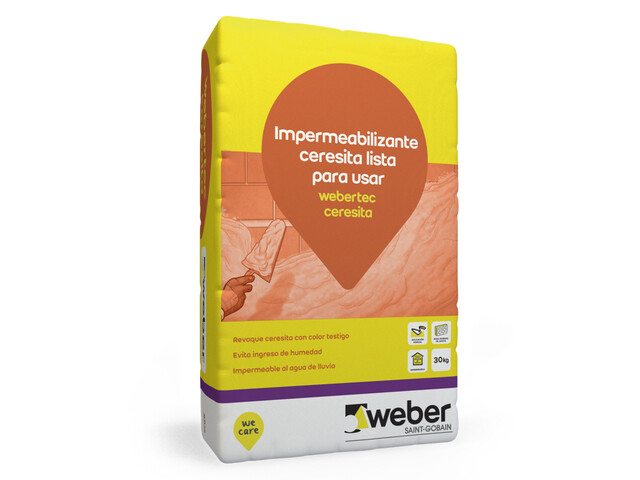 Impermeabilizante
ceresita lista
para usar
webertec
ceresita
Revoque ceresita con color testigo
Evita ingreso de humedad
Impermeable al agua de lluvia
30kg
we
care
weber
SAINT-GOBAIN
weber